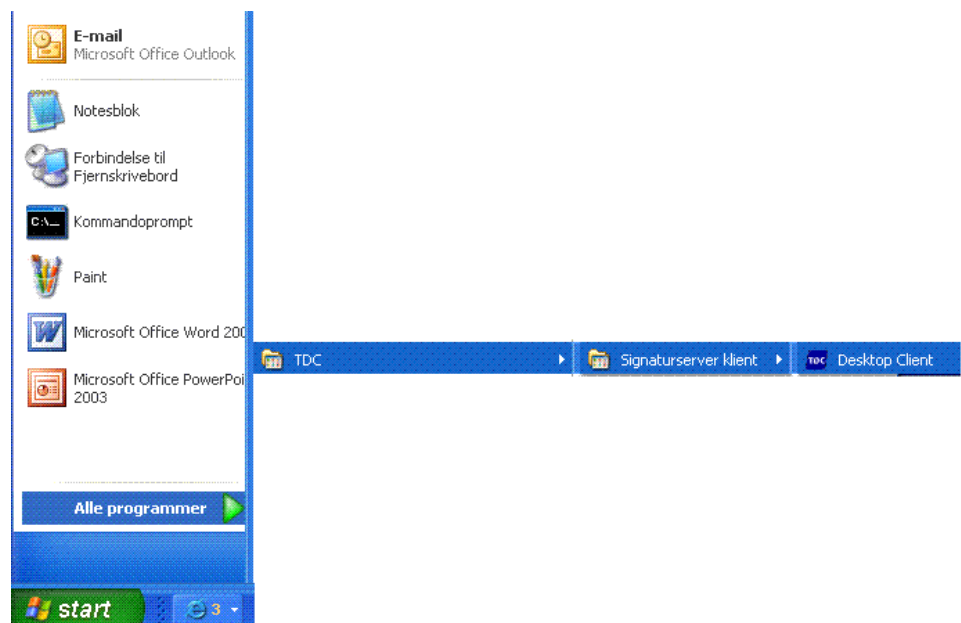 E-mail
Microsoft Office Outlook
Notesblok
Forbindelse til
Fjernskrivebord
C:\_
Kommandoprompt
Paint
Microsoft Office Word 200
TDC
Signaturserver klient
TDC
Desktop Client
Microsoft Office PowerPoi
2003
Alle programmer
start
3